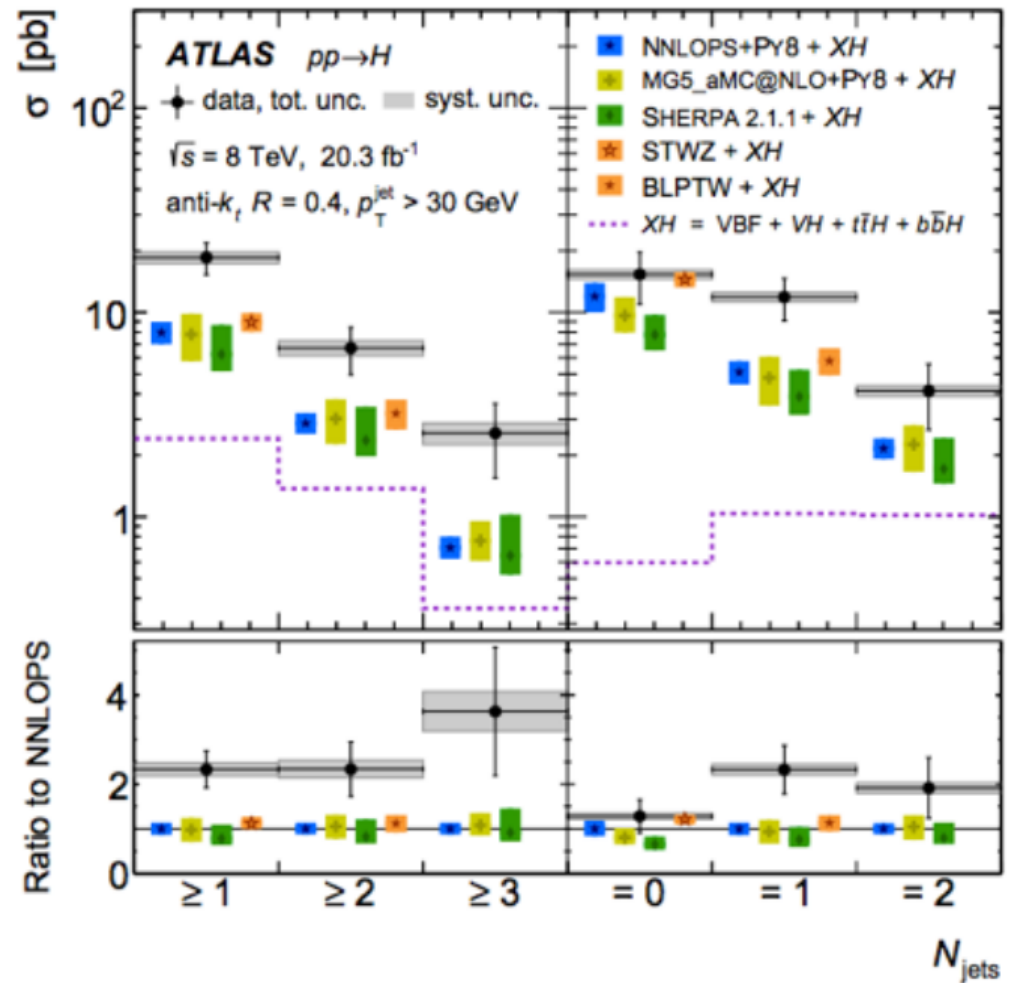 σ [pb]
10²
10
1
ATLAS pp→H
data, tot. unc. syst. unc.
√s = 8 TeV, 20.3 fb⁻¹
anti-kₜ R = 0.4, p_T^jet > 30 GeV
NNLOPS+PY8 + XH
MG5_aMC@NLO+PY8 + XH
SHERPA 2.1.1 + XH
STWZ + XH
BLPTW + XH
XH = VBF + VH + tt̄H + bb̄H
Ratio to NNLOPS
4
2
0
≥ 1 ≥ 2 ≥ 3 = 0 = 1 = 2
N_jets